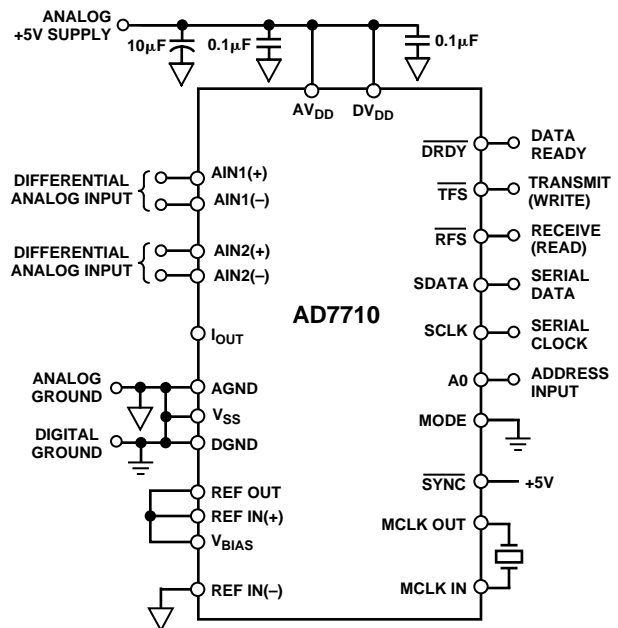 ANALOG
+5V SUPPLY
10µF
0.1µF
0.1µF
AVDD
DVDD
DIFFERENTIAL
ANALOG INPUT
AIN1(+)
AIN1(–)
DIFFERENTIAL
ANALOG INPUT
AIN2(+)
AIN2(–)
IOUT
ANALOG
GROUND
AGND
VSS
DIGITAL
GROUND
DGND
REF OUT
REF IN(+)
VBIAS
REF IN(–)
AD7710
DRDY
DATA
READY
TFS
TRANSMIT
(WRITE)
RFS
RECEIVE
(READ)
SDATA
SERIAL
DATA
SCLK
SERIAL
CLOCK
A0
ADDRESS
INPUT
MODE
SYNC
+5V
MCLK OUT
MCLK IN